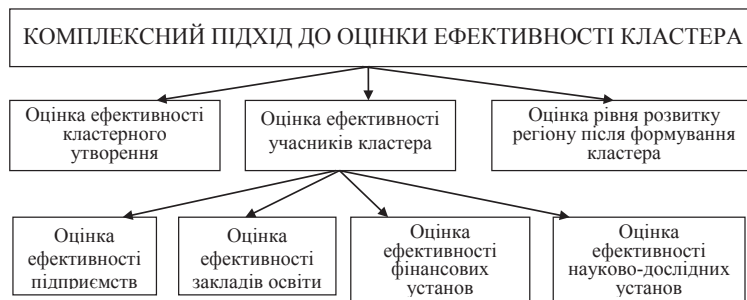 КОМПЛЕКСНИЙ ПІДХІД ДО ОЦІНКИ ЕФЕКТИВНОСТІ КЛАСТЕРА
Оцінка ефективності
кластерного
утворення
Оцінка ефективності
учасників кластера
Оцінка рівня розвитку
регіону після формування
кластера
Оцінка
ефективності
підприємств
Оцінка
ефективності
закладів освіти
Оцінка
ефективності
фінансових
установ
Оцінка
ефективності
науково-дослідних
установ